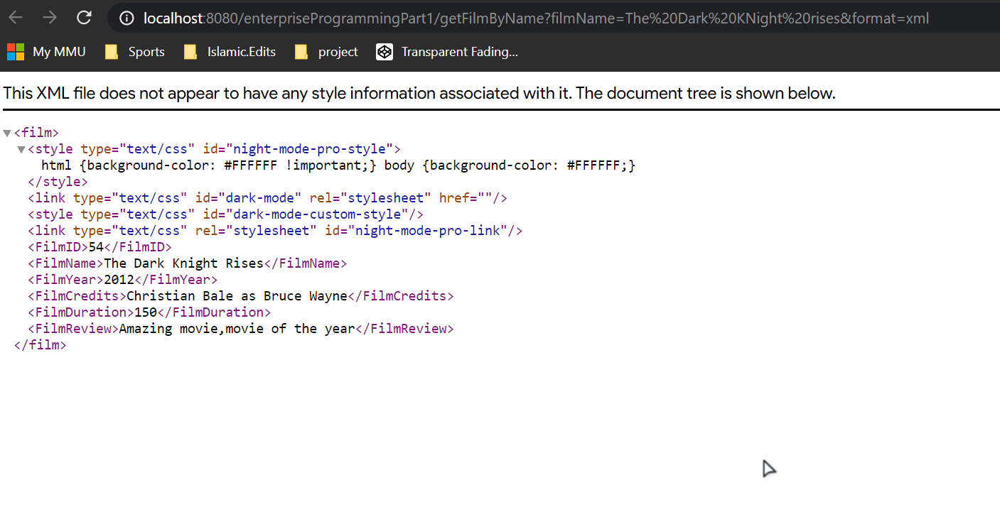 localhost:8080/enterpriseProgrammingPart1/getFilmByName?filmName=The%20Dark%20KNight%20rises&format=xml
My MMU Sports Islamic.Edits project Transparent Fading...
This XML file does not appear to have any style information associated with it. The document tree is shown below.
<film>
<style type="text/css" id="night-mode-pro-style">
html {background-color: #FFFFFF !important;} body {background-color: #FFFFFF;}
</style>
<link type="text/css" id="dark-mode" rel="stylesheet" href=""/>
<style type="text/css" id="dark-mode-custom-style"/>
<link type="text/css" rel="stylesheet" id="night-mode-pro-link"/>
<FilmID>54</FilmID>
<FilmName>The Dark Knight Rises</FilmName>
<FilmYear>2012</FilmYear>
<FilmCredits>Christian Bale as Bruce Wayne</FilmCredits>
<FilmDuration>150</FilmDuration>
<FilmReview>Amazing movie,movie of the year</FilmReview>
</film>